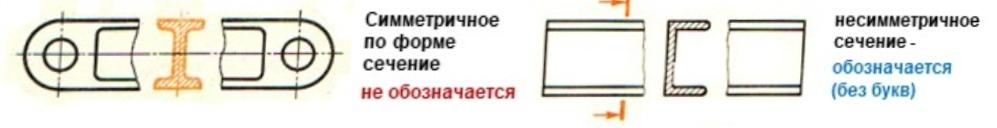 Симметричное
по форме
сечение
не обозначается
несимметричное
сечение -
обозначается
(без букв)